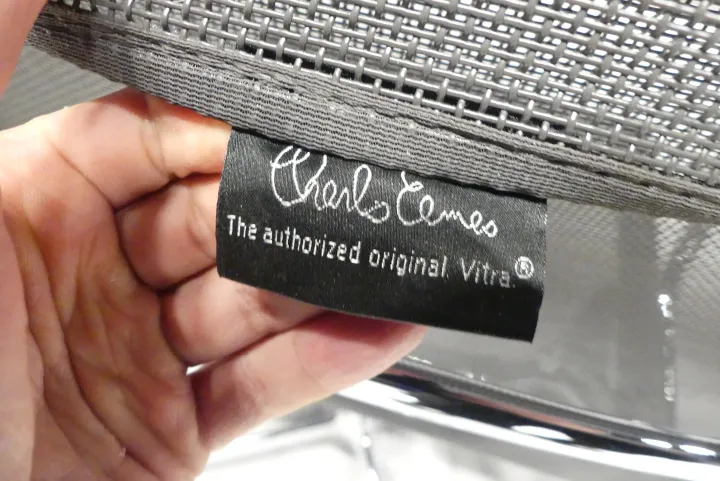 Charles Eames
The authorized original. Vitra.®